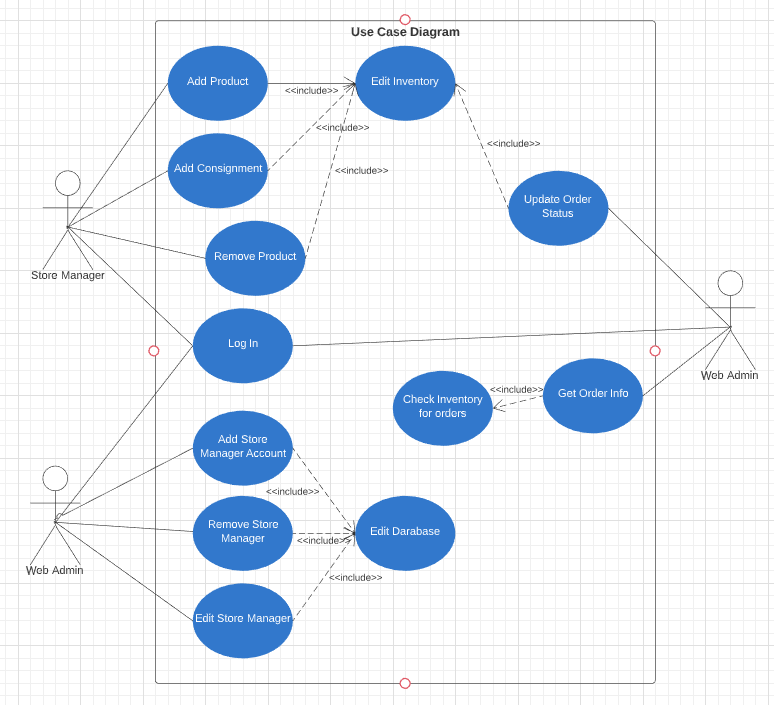 Use Case Diagram
Add Product
<<include>>
Edit Inventory
<<include>>
Add Consignment
<<include>>
<<include>>
Update Order
Status
Remove Product
Store Manager
Log In
Web Admin
Check Inventory
for orders
<<include>>
Get Order Info
Add Store
Manager Account
<<include>>
Remove Store
Manager
<<include>>
Edit Darabase
Web Admin
<<include>>
Edit Store Manager